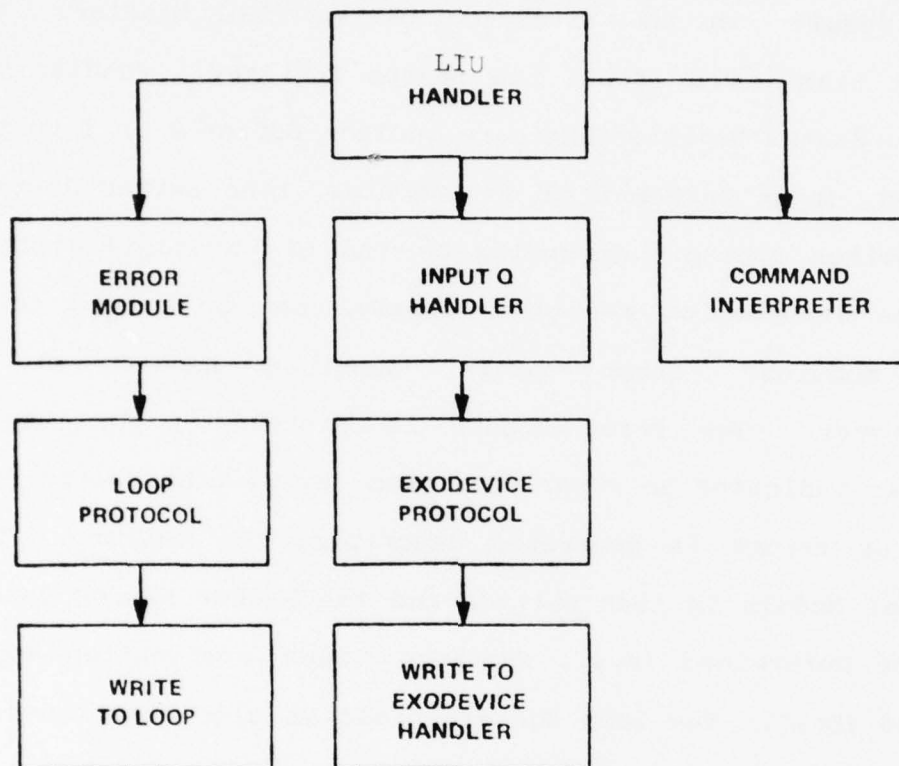 LIU
HANDLER
ERROR
MODULE
INPUT Q
HANDLER
COMMAND
INTERPRETER
LOOP
PROTOCOL
EXODEVICE
PROTOCOL
WRITE
TO LOOP
WRITE TO
EXODEVICE
HANDLER